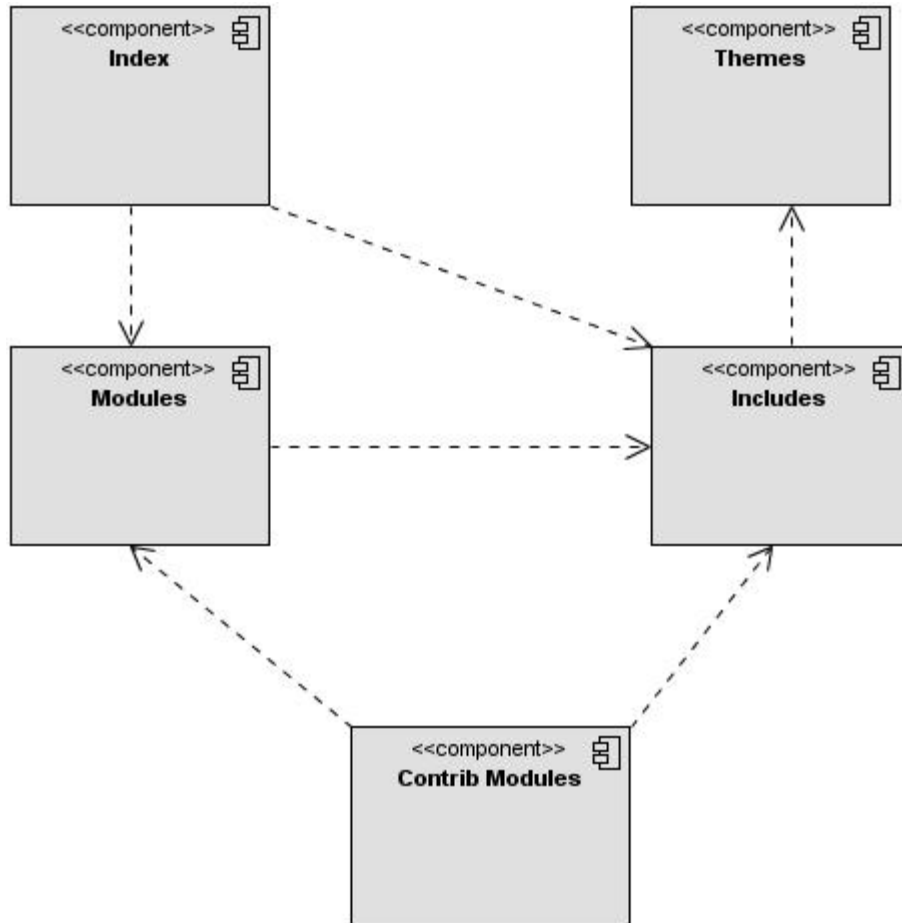 <<component>>
Index
<<component>>
Themes
<<component>>
Modules
<<component>>
Includes
<<component>>
Contrib Modules